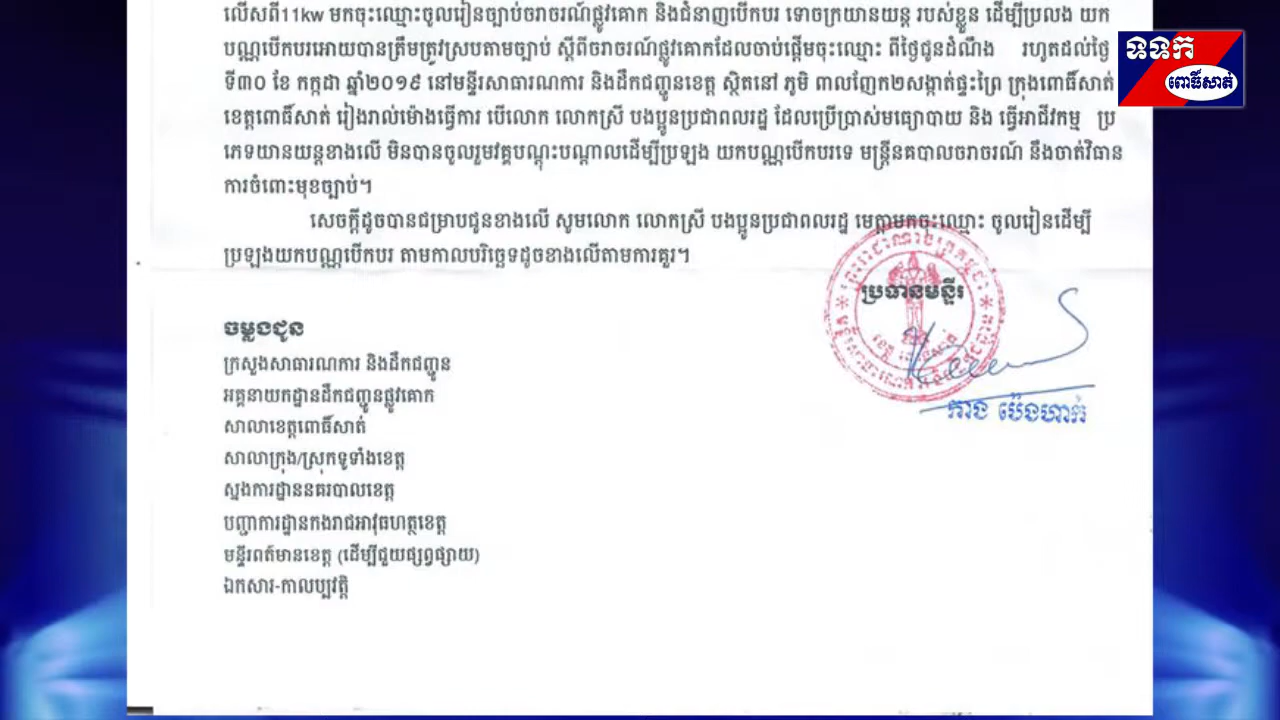 លើសពី11kw មកចុះឈ្មោះចូលរៀនច្បាប់ចរាចរណ៍ផ្លូវគោក និងជំនាញបើកបរ ទោចក្រយានយន្ត របស់ខ្លួន ដើម្បីប្រលង យក
បណ្ណបើកបរអោយបានត្រឹមត្រូវស្របតាមច្បាប់ ស្តីពីចរាចរណ៍ផ្លូវគោកដែលចាប់ផ្តើមចុះឈ្មោះ ពីថ្ងៃជូនដំណឹង រហូតដល់ថ្ងៃ
ទី៣០ ខែ កក្កដា ឆ្នាំ២០១៩ នៅមន្ទីរសាធារណការ និងដឹកជញ្ជូនខេត្ត ស្ថិតនៅ ភូមិ ពាលញែក២សង្កាត់ផ្ទះព្រៃ ក្រុងពោធិ៍សាត់
ខេត្តពោធិ៍សាត់ រៀងរាល់ម៉ោងធ្វើការ បើលោក លោកស្រី បងប្អូនប្រជាពលរដ្ឋ ដែលប្រើប្រាស់មធ្យោបាយ និង ធ្វើអាជីវកម្ម ប្រ
ភេទយានយន្តខាងលើ មិនបានចូលរួមវគ្គបណ្តុះបណ្តាលដើម្បីប្រឡង យកបណ្ណបើកបរទេ មន្ត្រីនគបាលចរាចរណ៍ នឹងចាត់វិធាន
ការចំពោះមុខច្បាប់។
សេចក្តីដូចបានជម្រាបជូនខាងលើ សូមលោក លោកស្រី បងប្អូនប្រជាពលរដ្ឋ មេត្តាមកចុះឈ្មោះ ចូលរៀនដើម្បី
ប្រឡងយកបណ្ណបើកបរ តាមកាលបរិច្ឆេទដូចខាងលើតាមការគួរ។
ប្រធានមន្ទីរ
កាង ប៉េងហាក់
ចម្លងជូន
ក្រសួងសាធារណការ និងដឹកជញ្ជូន
អគ្គនាយកដ្ឋានដឹកជញ្ជូនផ្លូវគោក
សាលាខេត្តពោធិ៍សាត់
សាលាក្រុង/ស្រុកទូទាំងខេត្ត
ស្នងការដ្ឋាននគរបាលខេត្ត
បញ្ជាការដ្ឋានកងរាជអាវុធហត្ថខេត្ត
មន្ទីរពត៌មានខេត្ត (ដើម្បីជួយផ្សព្វផ្សាយ)
ឯកសារ-កាលប្បវត្តិ
ទទក
ពោធិ៍សាត់